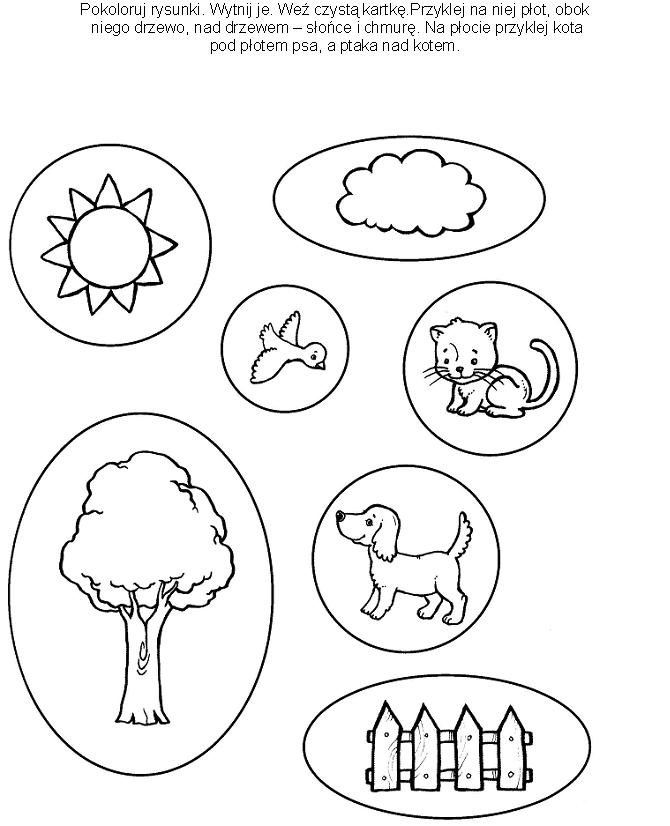 Pokoloruj rysunki. Wytnij je. Weź czystą kartkę.Przyklej na niej płot, obok
niego drzewo, nad drzewem – słońce i chmurę. Na płocie przyklej kota
pod płotem psa, a ptaka nad kotem.